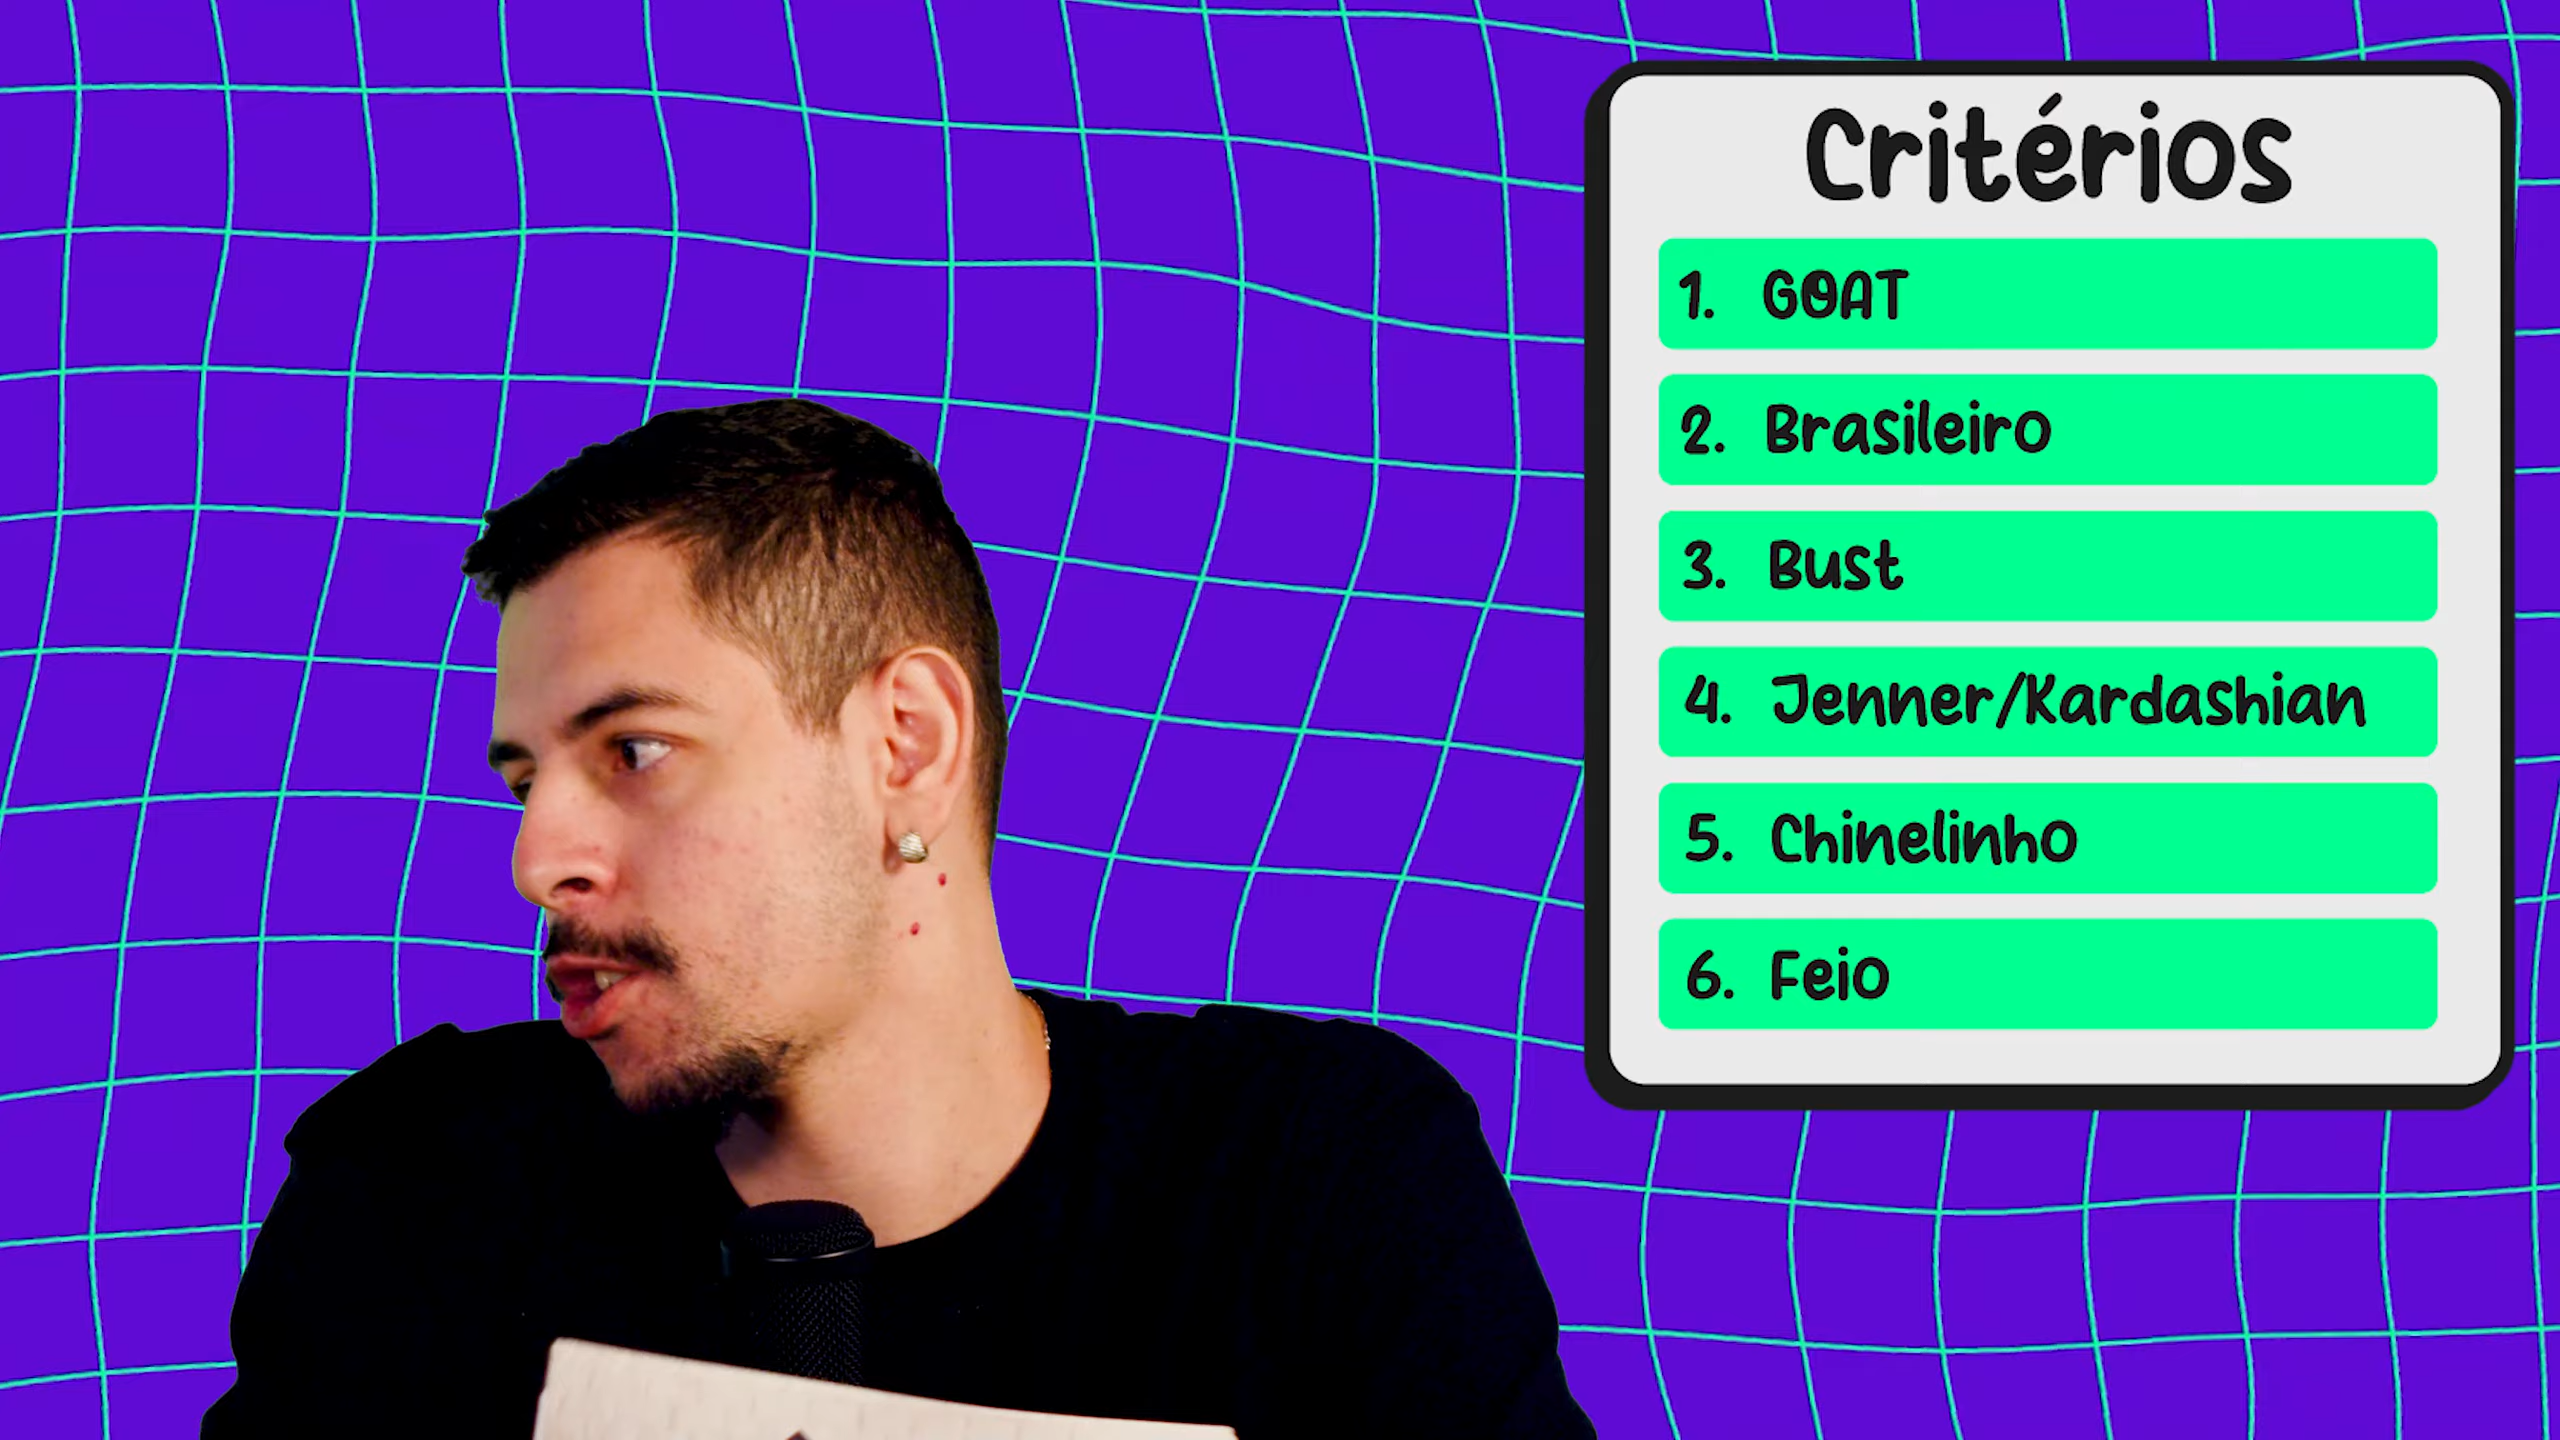 Critérios
1. GOAT
2. Brasileiro
3. Bust
4. Jenner/Kardashian
5. Chinelinho
6. Feio